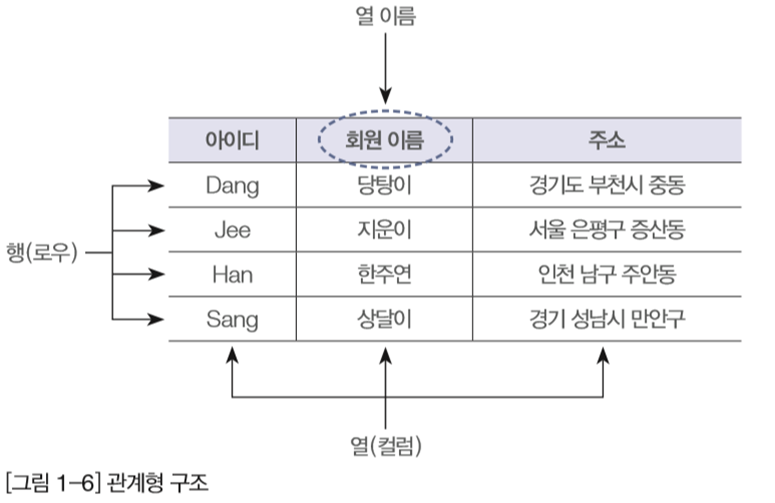 열 이름
아이디 회원 이름 주소
Dang 당탕이 경기도 부천시 중동
Jee 지운이 서울 은평구 증산동
행(로우)
Han 한주연 인천 남구 주안동
Sang 상달이 경기 성남시 만안구
열(컬럼)
[그림 1-6] 관계형 구조